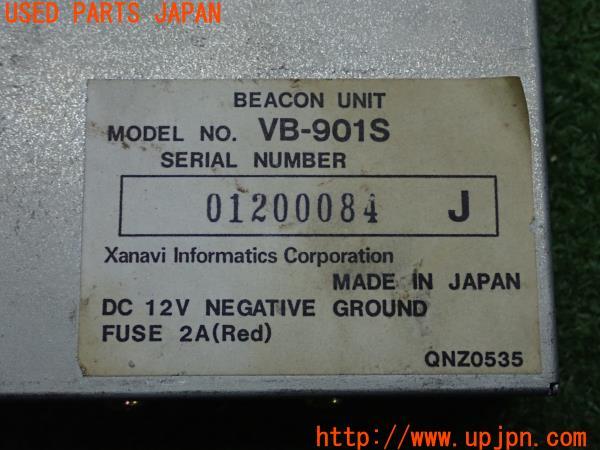 USED PARTS JAPAN
BEACON UNIT
MODEL NO. VB-901S
SERIAL NUMBER
01200084 J
Xanavi Informatics Corporation
MADE IN JAPAN
DC 12V NEGATIVE GROUND
FUSE 2A(Red)
QNZ0535
http://www.upjpn.com/